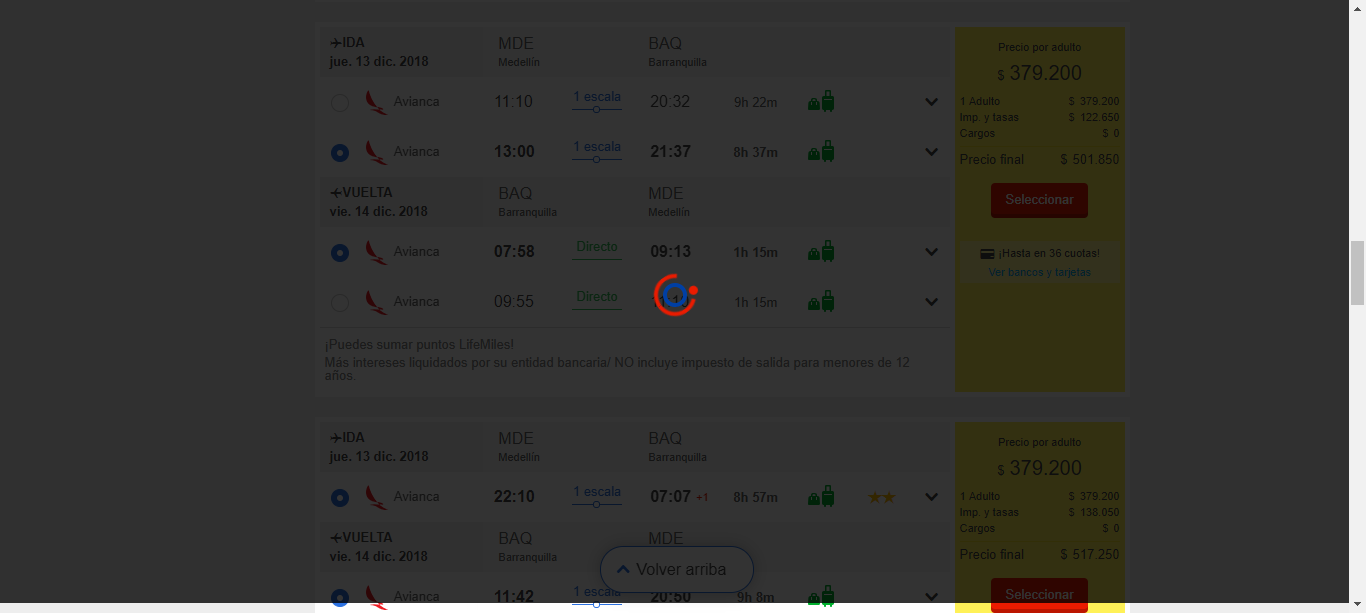 IDA
jue. 13 dic. 2018
MDE
Medellín
BAQ
Barranquilla
Avianca 11:10 1 escala 20:32 9h 22m
Avianca 13:00 1 escala 21:37 8h 37m
VUELTA
vie. 14 dic. 2018
BAQ
Barranquilla
MDE
Medellín
Avianca 07:58 Directo 09:13 1h 15m
Avianca 09:55 Directo 11:10 1h 15m
¡Puedes sumar puntos LifeMiles!
Más intereses liquidados por su entidad bancaria/ NO incluye impuesto de salida para menores de 12
años.
Precio por adulto
$ 379.200
1 Adulto $ 379.200
Imp. y tasas $ 122.650
Cargos $ 0
Precio final $ 501.850
Seleccionar
¡Hasta en 36 cuotas!
Ver bancos y tarjetas
IDA
jue. 13 dic. 2018
MDE
Medellín
BAQ
Barranquilla
Avianca 22:10 1 escala 07:07 +1 8h 57m
VUELTA
vie. 14 dic. 2018
BAQ
Barranquilla
MDE
Avianca 11:42 1 escala 20:50 9h 8m
Volver arriba
Precio por adulto
$ 379.200
1 Adulto $ 379.200
Imp. y tasas $ 138.050
Cargos $ 0
Precio final $ 517.250
Seleccionar